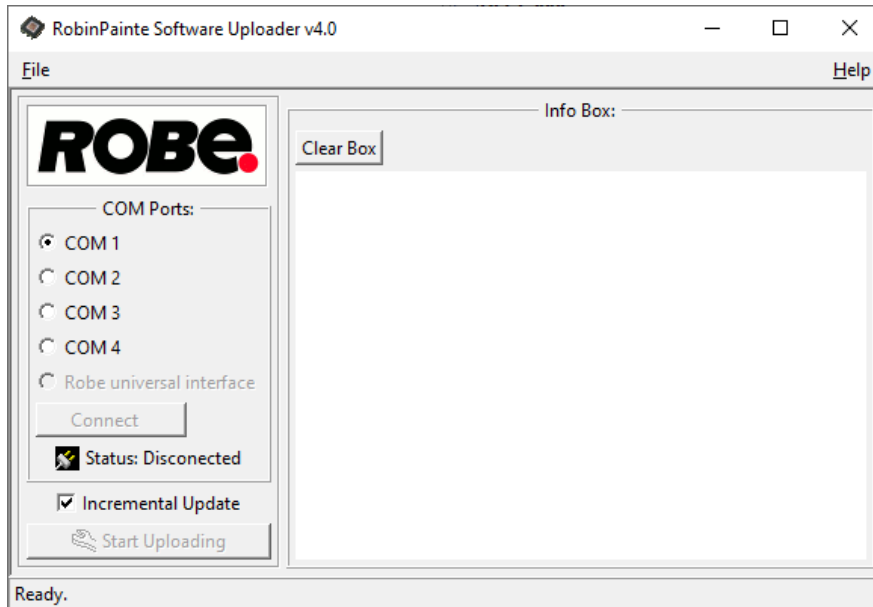 RobinPainte Software Uploader v4.0
File
Help
ROBE
COM Ports:
COM 1
COM 2
COM 3
COM 4
Robe universal interface
Connect
Status: Disconected
Incremental Update
Start Uploading
Info Box:
Clear Box
Ready.